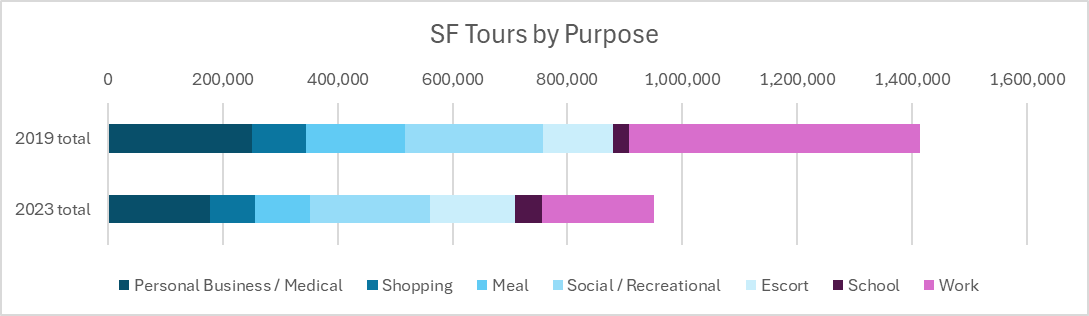 SF Tours by Purpose
0 200,000 400,000 600,000 800,000 1,000,000 1,200,000 1,400,000 1,600,000
2019 total
2023 total
Personal Business / Medical Shopping Meal Social / Recreational Escort School Work